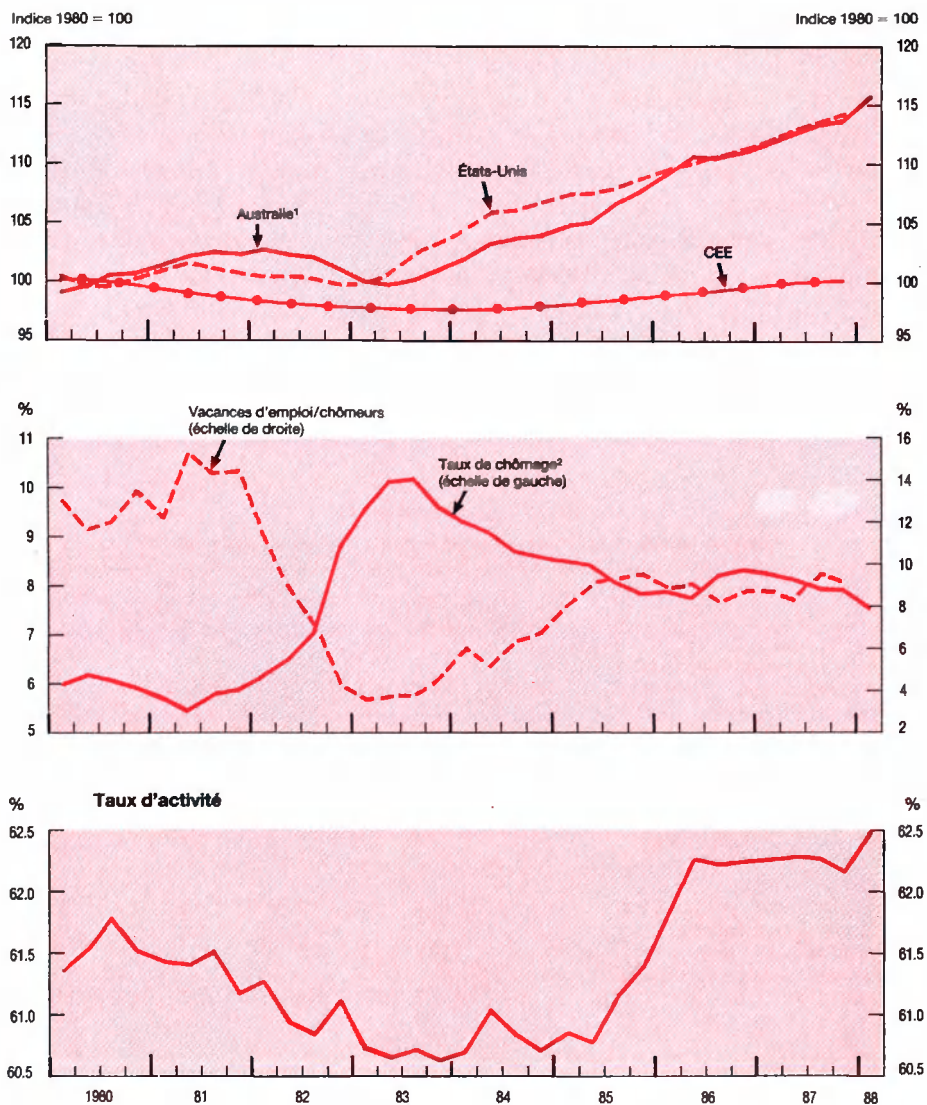 Indice 1980 = 100 Indice 1980 = 100
120 120
115 115
110 110
105 105
100 100
95 95
États-Unis
Australie¹
CEE
% %
Vacances d'emploi/chômeurs
(échelle de droite)
Taux de chômage²
(échelle de gauche)
11 16
10 14
9 12
8 10
7 8
6 6
5 4
2
Taux d'activité
% %
62.5 62.5
62.0 62.0
61.5 61.5
61.0 61.0
60.5 60.5
1980 81 82 83 84 85 86 87 88